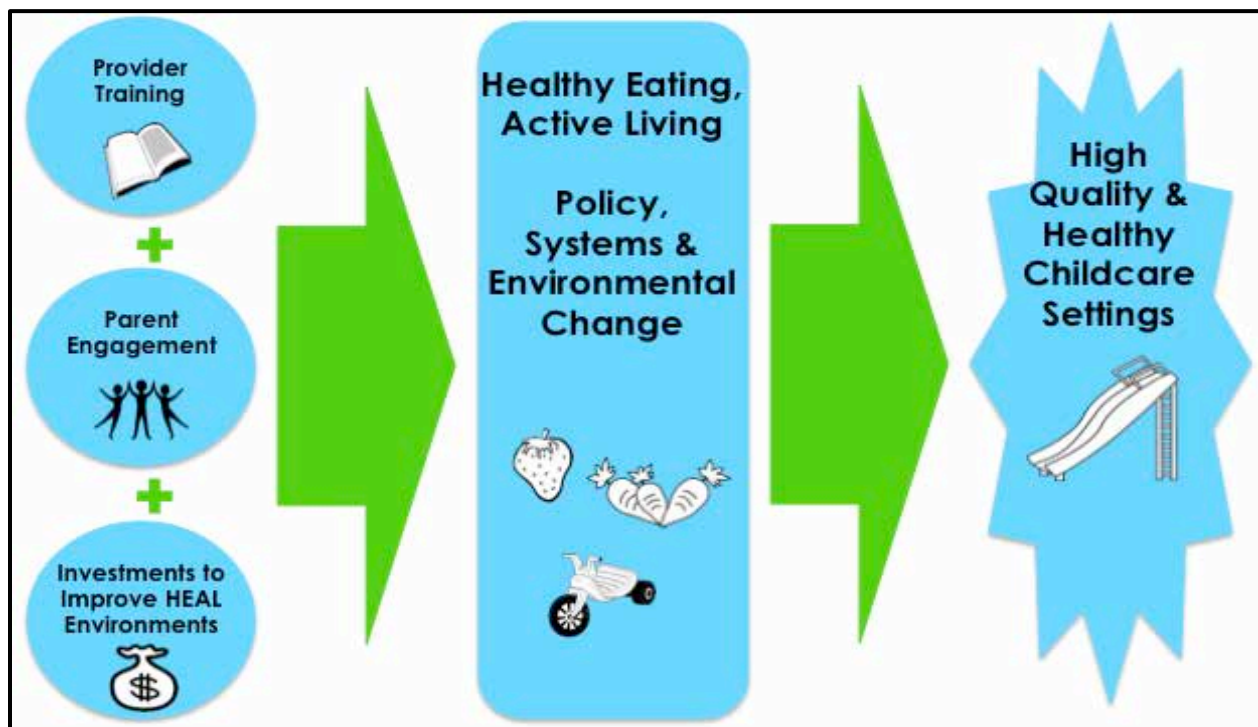 Provider
Training
+
Parent
Engagement
+
Investments to
Improve HEAL
Environments
$
Healthy Eating,
Active Living
Policy,
Systems &
Environmental
Change
High
Quality &
Healthy
Childcare
Settings